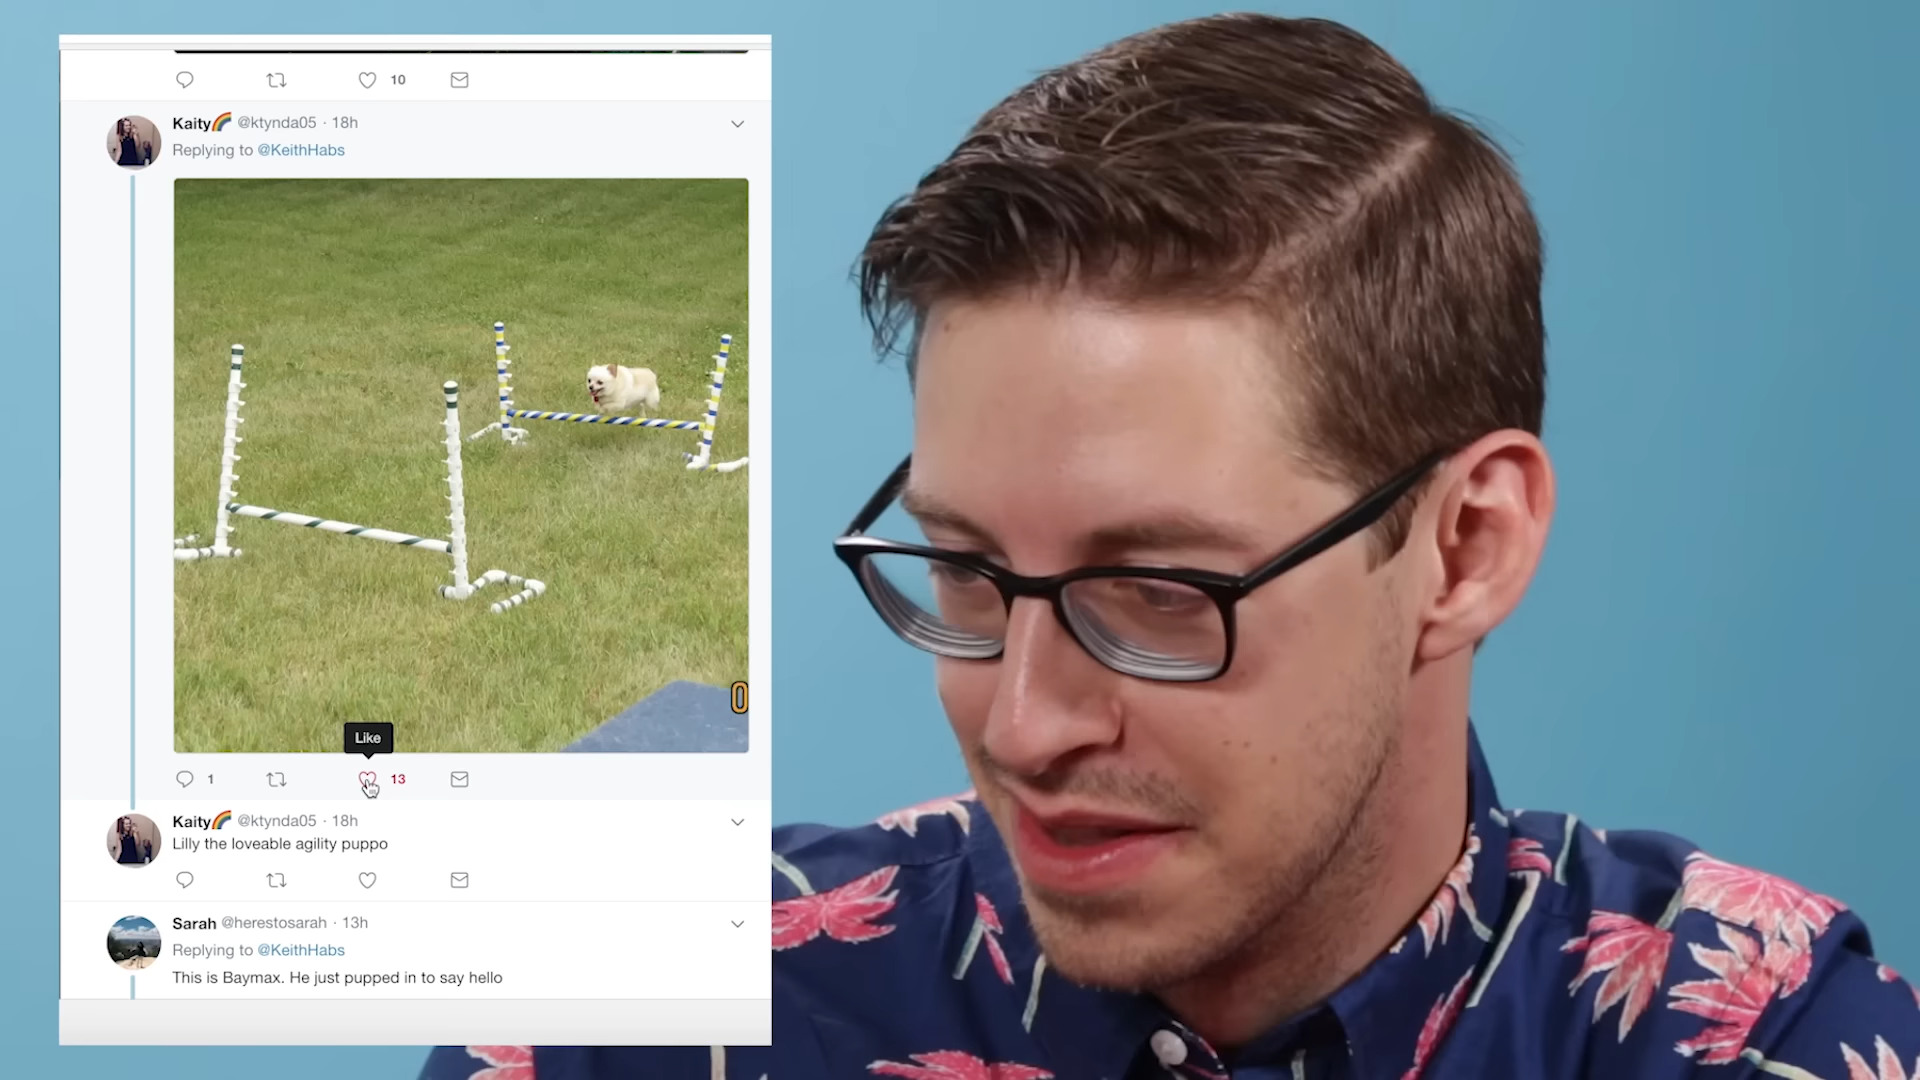 10
Kaity🌈 @ktynda05 · 18h
Replying to @KeithHabs
0
Like
1 13
Kaity🌈 @ktynda05 · 18h
Lilly the loveable agility puppo
Sarah @herestosarah · 13h
Replying to @KeithHabs
This is Baymax. He just pupped in to say hello